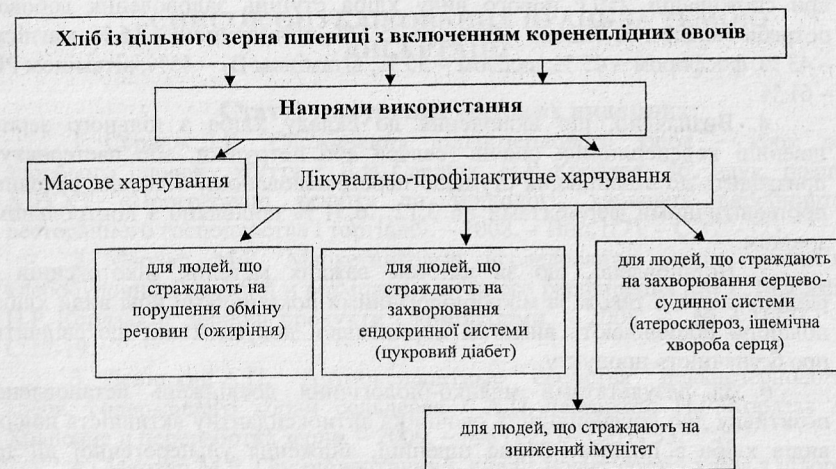 Хліб із цільного зерна пшениці з включенням коренеплідних овочів
Напрями використання
Масове харчування
Лікувально-профілактичне харчування
для людей, що
страждають на
порушення обміну
речовин (ожиріння)
для людей, що
страждають на
захворювання
ендокринної системи
(цукровий діабет)
для людей, що страждають
на захворювання серцево-
судинної системи
(атеросклероз, ішемічна
хвороба серця)
для людей, що страждають на
знижений імунітет